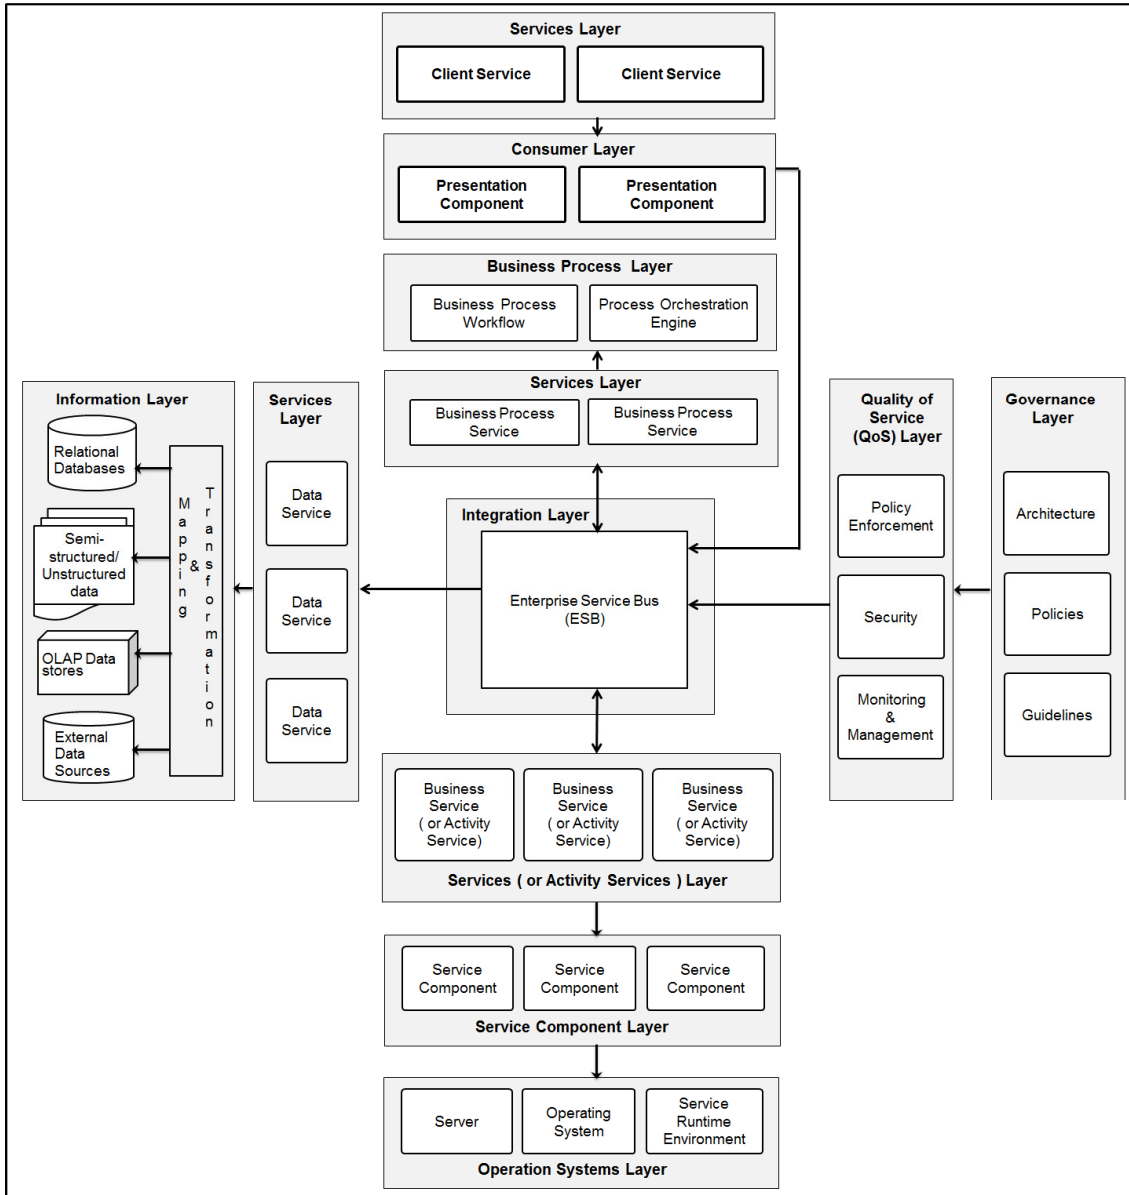 Services Layer
Client Service
Client Service
Consumer Layer
Presentation
Component
Presentation
Component
Business Process Layer
Business Process
Workflow
Process Orchestration
Engine
Services Layer
Business Process
Service
Business Process
Service
Information Layer
Relational
Databases
Semi-
structured/
Unstructured data
OLAP Data
stores
External
Data
Sources
Mapping
&
Transformation
Services
Layer
Data
Service
Data
Service
Data
Service
Integration Layer
Enterprise Service Bus
(ESB)
Quality of
Service
(QoS) Layer
Policy
Enforcement
Security
Monitoring
&
Management
Governance
Layer
Architecture
Policies
Guidelines
Business
Service
( or Activity
Service)
Business
Service
( or Activity
Service)
Business
Service
( or Activity
Service)
Services ( or Activity Services ) Layer
Service
Component
Service
Component
Service
Component
Service Component Layer
Server
Operating
System
Service
Runtime
Environment
Operation Systems Layer